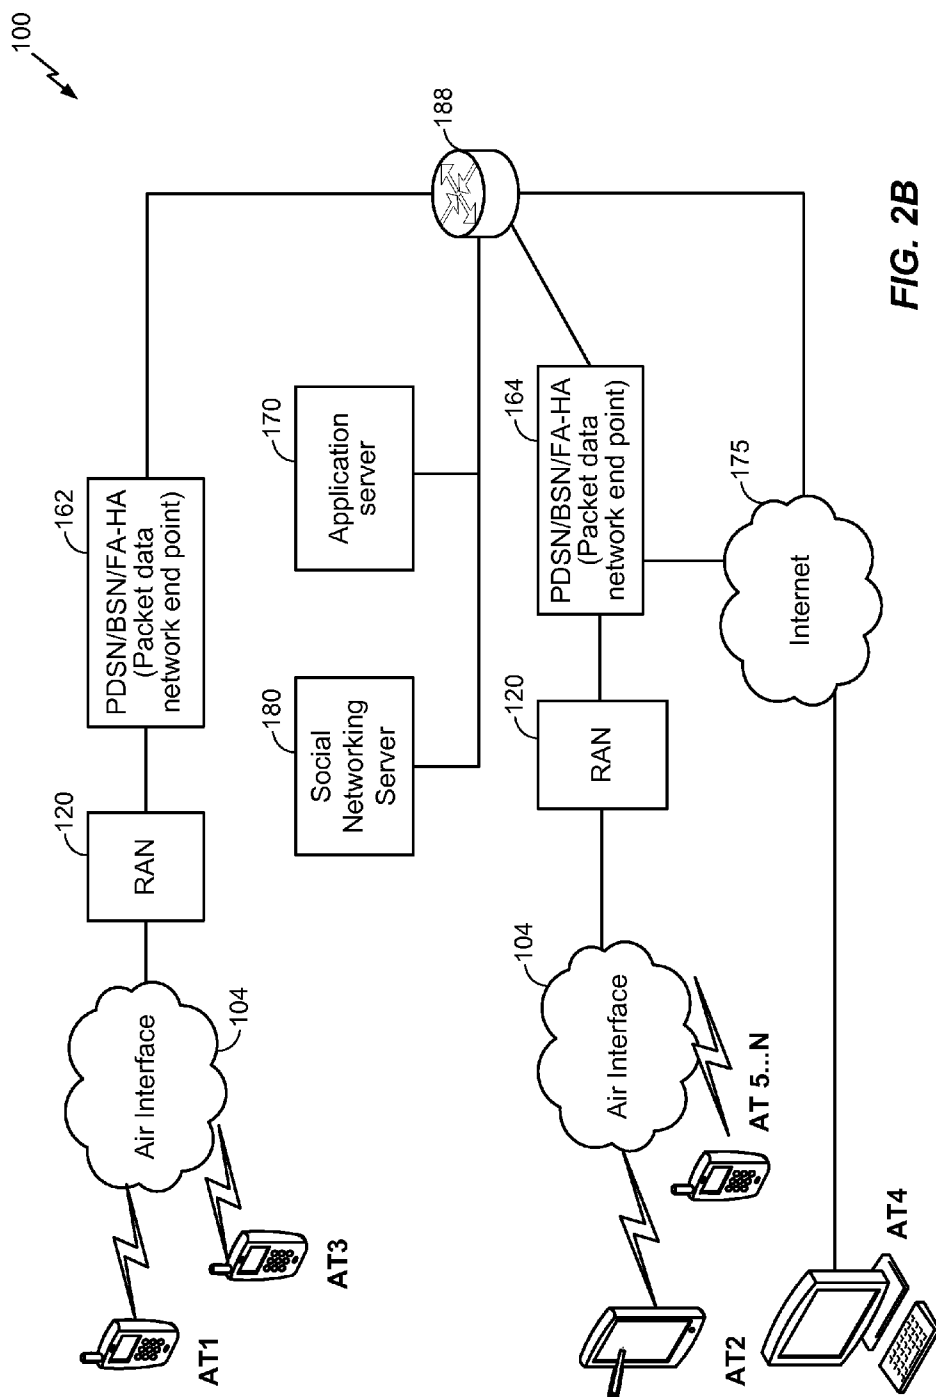 100
162
PDSN/BSN/FA-HA
(Packet data
network end point)
120
RAN
Air Interface
104
AT1
AT3
170
Application
server
180
Social
Networking
Server
188
164
PDSN/BSN/FA-HA
(Packet data
network end point)
120
RAN
104
Air Interface
AT 5...N
AT2
175
Internet
AT4
FIG. 2B